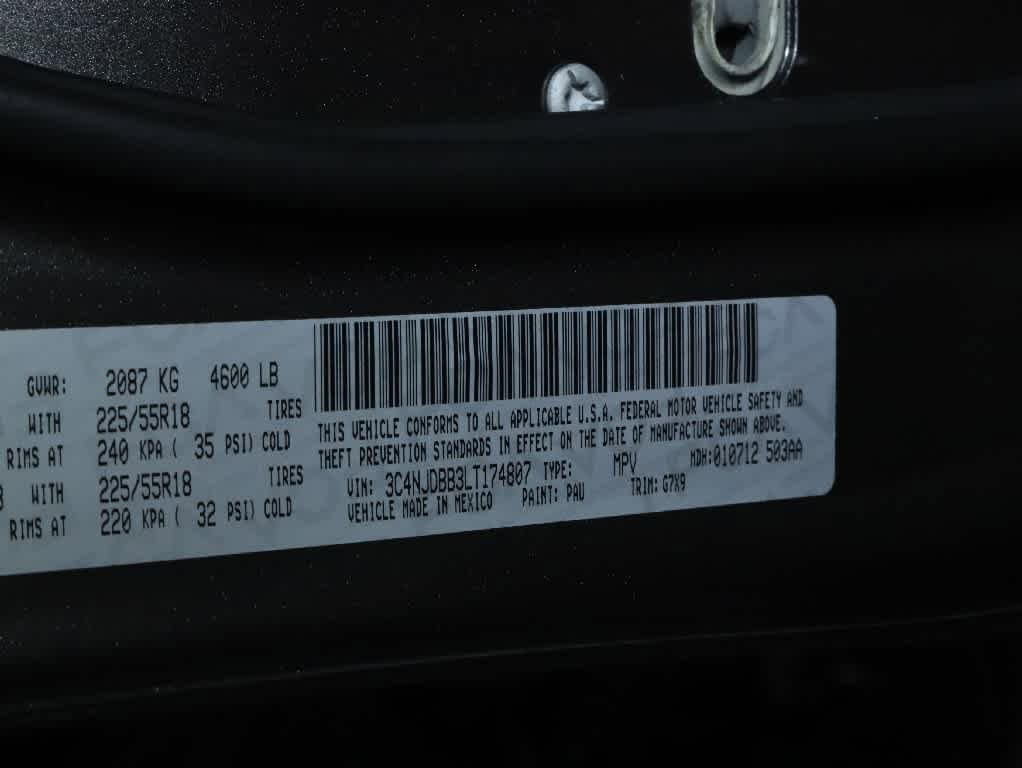 GVWR: 2087 KG 4600 LB
WITH 225/55R18 TIRES
RIMS AT 240 KPA ( 35 PSI) COLD
WITH 225/55R18 TIRES
RIMS AT 220 KPA ( 32 PSI) COLD
THIS VEHICLE CONFORMS TO ALL APPLICABLE U.S.A. FEDERAL MOTOR VEHICLE SAFETY AND
THEFT PREVENTION STANDARDS IN EFFECT ON THE DATE OF MANUFACTURE SHOWN ABOVE.
VIN: 3C4NJDBB3LT174807 TYPE: MPV MDH:010712 503AA
VEHICLE MADE IN MEXICO PAINT: PAU TRIM: G7X9